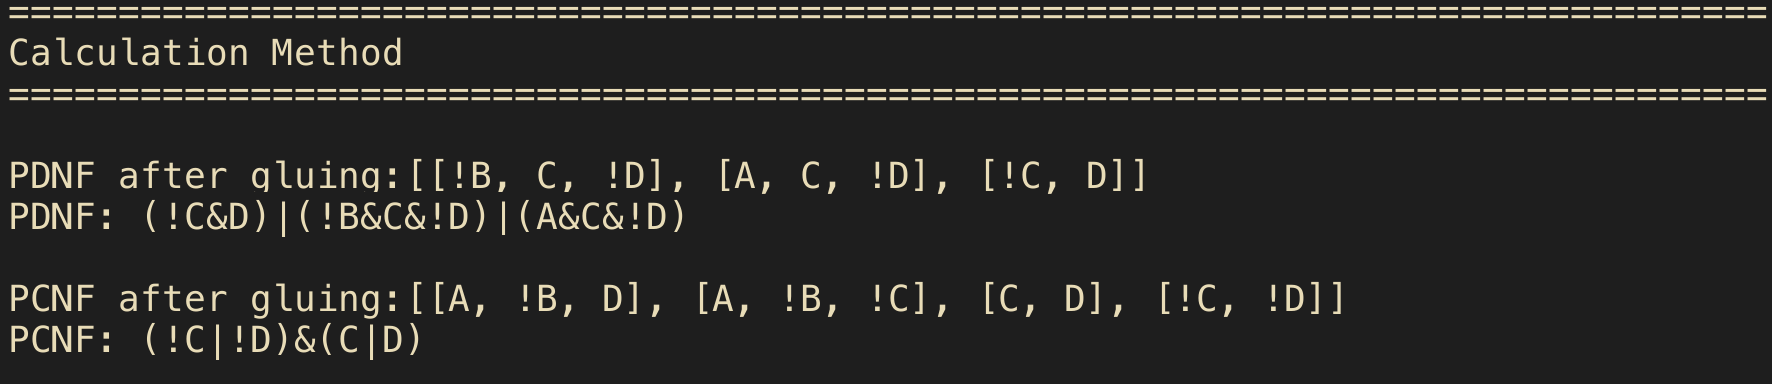 ================================================================================
Calculation Method
================================================================================
PDNF after gluing:[[!B, C, !D], [A, C, !D], [!C, D]]
PDNF: (!C&D)|(!B&C&!D)|(A&C&!D)
PCNF after gluing:[[A, !B, D], [A, !B, !C], [C, D], [!C, !D]]
PCNF: (!C|!D)&(C|D)